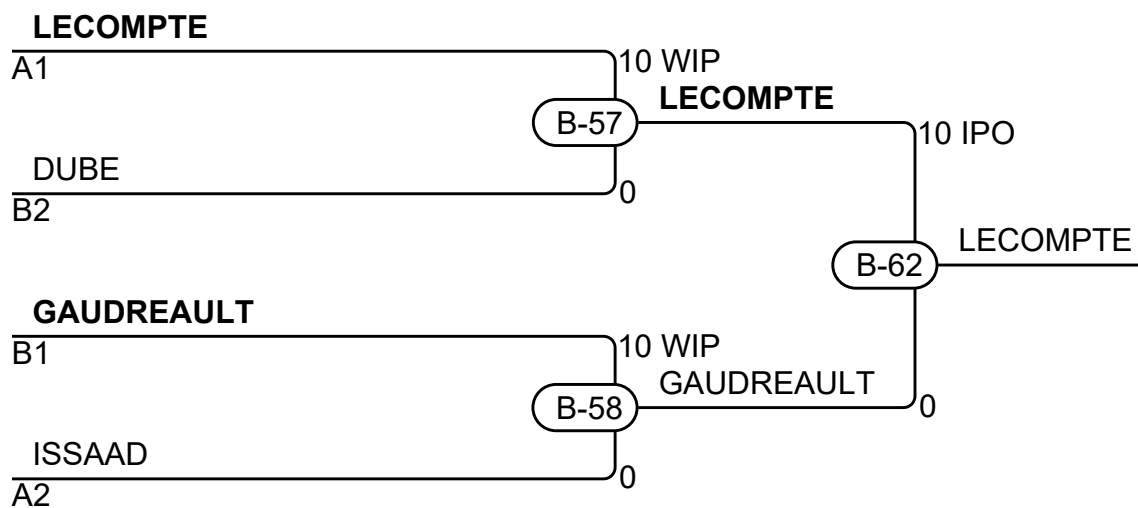 LECOMPTE
A1
10 WIP
B-57
LECOMPTE
10 IPO
DUBE
B2
0
B-62
LECOMPTE
GAUDREAULT
B1
10 WIP
B-58
GAUDREAULT
0
ISSAAD
A2
0